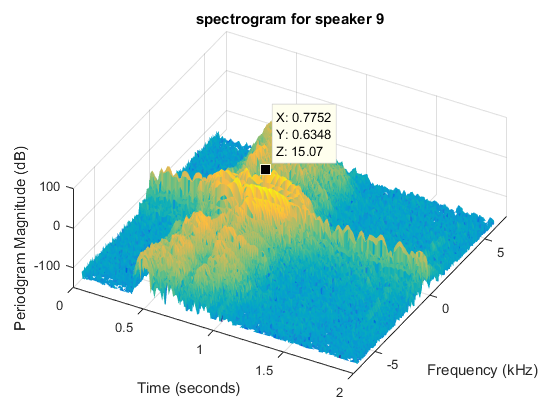 spectrogram for speaker 9
X: 0.7752
Y: 0.6348
Z: 15.07
Periodgram Magnitude (dB)
100
0
-100
0
0.5
1
1.5
2
Time (seconds)
-5
0
5
Frequency (kHz)